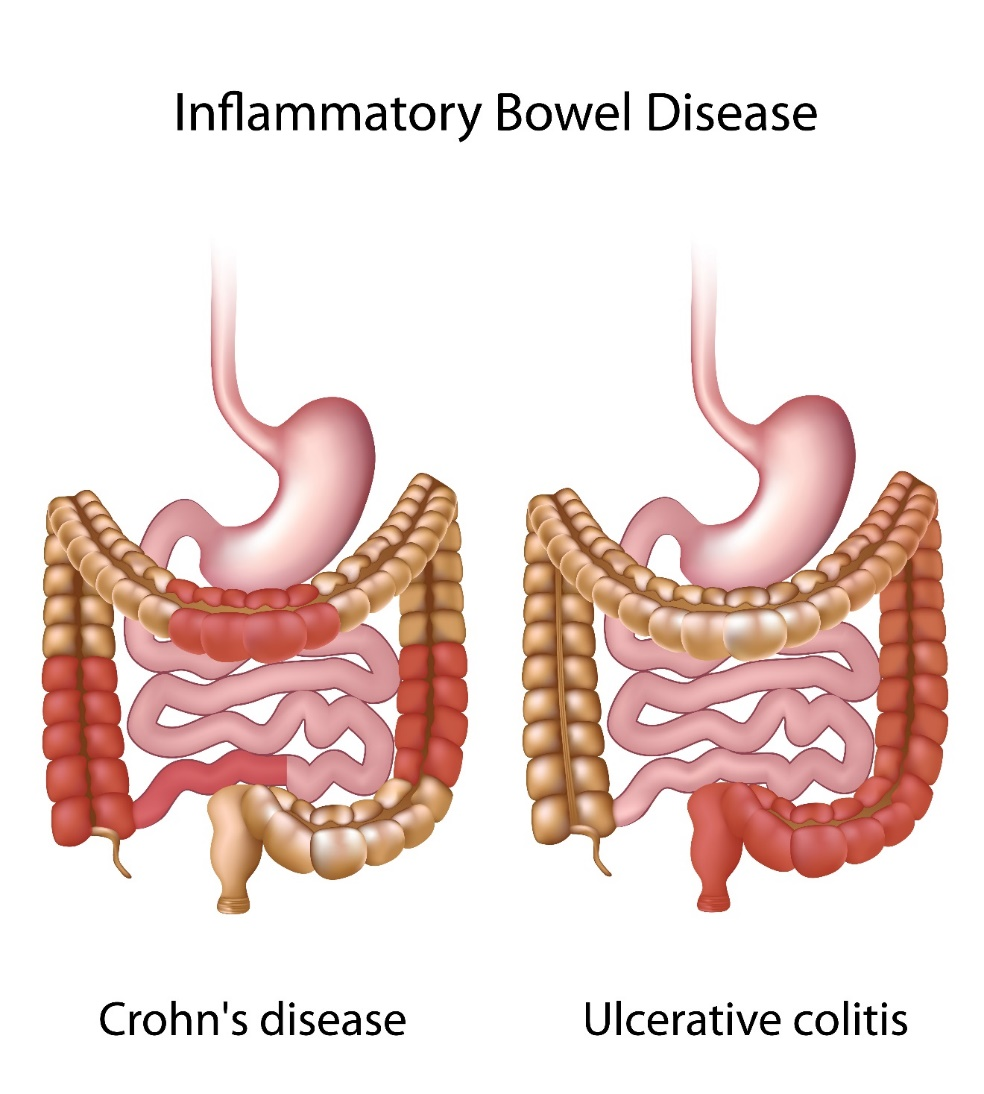 Inflammatory Bowel Disease
Crohn's disease
Ulcerative colitis